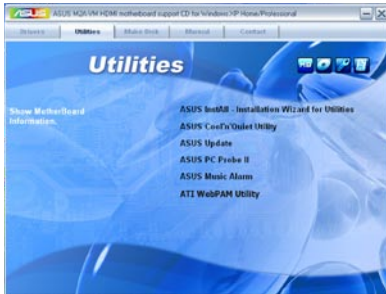 ASUS
ASUS M2A-VM HDMI motherboard support CD for Windows XP Home/Professional
Drivers
Utilities
Make Disk
Manual
Contact
Utilities
Show MotherBoard
Information.
ASUS InstAll - Installation Wizard for Utilities
ASUS Cool'n'Quiet Utility
ASUS Update
ASUS PC Probe II
ASUS Music Alarm
ATI WebPAM Utility